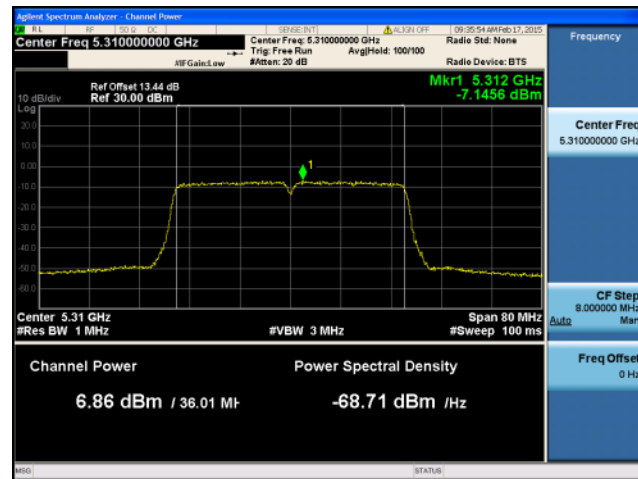 Agilent Spectrum Analyzer - Channel Power
RL RF 50 Ω DC SENSE:INT ALIGN OFF 09:35:54 AM Feb 17, 2015
Center Freq 5.310000000 GHz
Center Freq: 5.310000000 GHz
Radio Std: None
Trig: Free Run Avg|Hold: 100/100
#IFGain:Low #Atten: 20 dB Radio Device: BTS
Ref Offset 13.44 dB
10 dB/div Ref 30.00 dBm
Mkr1 5.312 GHz
-7.1456 dBm
Log
20.0
10.0
0.00
-10.0
-20.0
-30.0
-40.0
-50.0
-60.0
1
Center 5.31 GHz Span 80 MHz
#Res BW 1 MHz #VBW 3 MHz #Sweep 100 ms
Channel Power Power Spectral Density
6.86 dBm / 36.01 MH -68.71 dBm /Hz
MSG STATUS
Frequency
Center Freq
5.310000000 GHz
CF Step
8.000000 MHz
Auto Man
Freq Offset
0 Hz